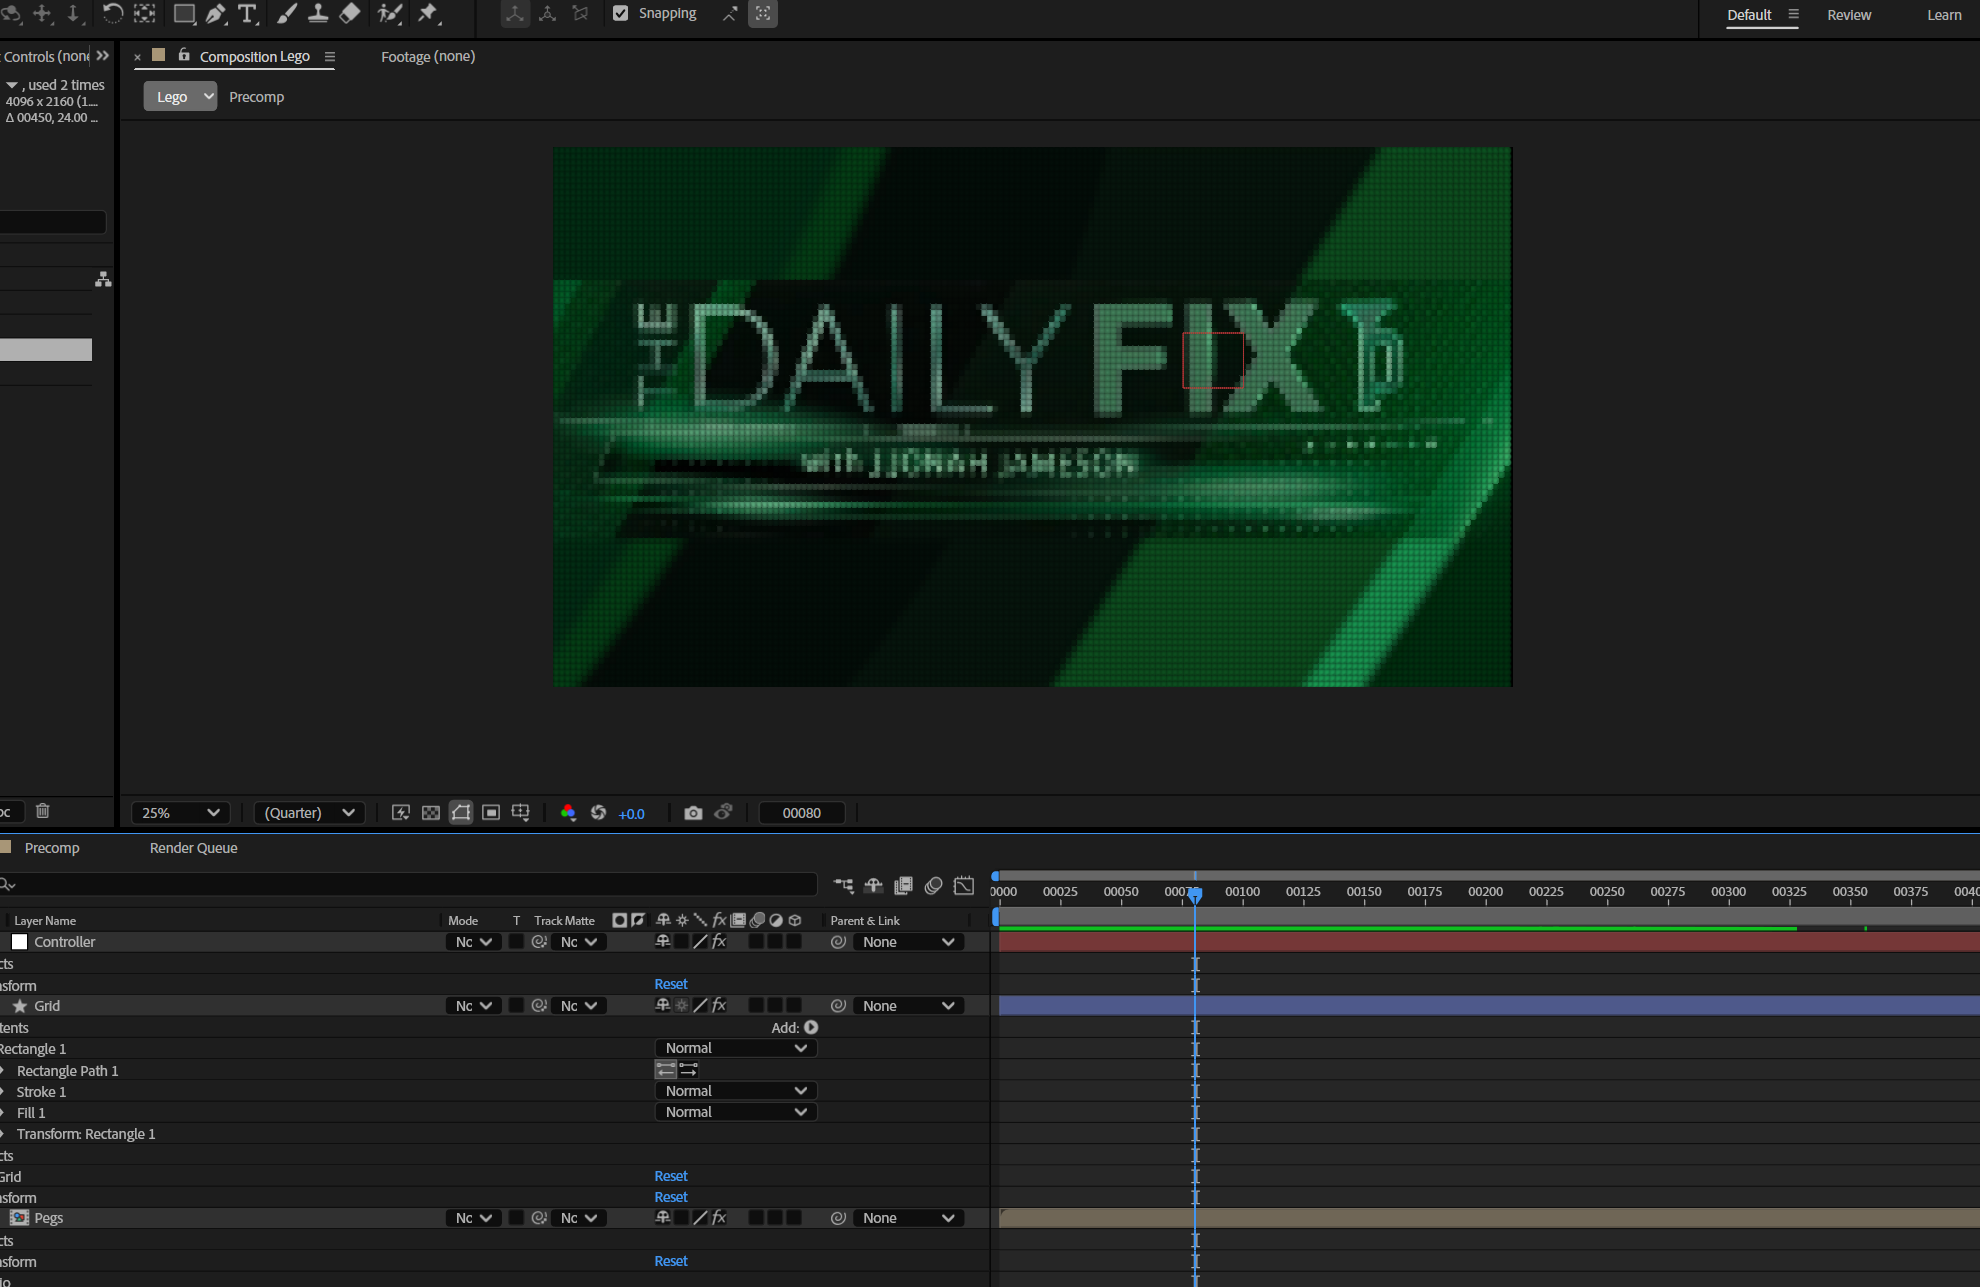 Snapping
Default
Review
Learn
Controls (none
Composition Lego
Footage (none)
, used 2 times
4096 x 2160 (1....
Δ 00450, 24.00 ...
Lego
Precomp
THE DAILY FIX
with J JONAH JAMESON
25%
(Quarter)
+0.0
00080
Precomp
Render Queue
0000 00025 00050 00100 00125 00150 00175 00200 00225 00250 00275 00300 00325 00350 00375
Layer Name
Mode
T
Track Matte
fx
Parent & Link
Controller
Nc
Nc
fx
None
cts
sform
Reset
Grid
Nc
Nc
fx
None
tents
Add:
Rectangle 1
Normal
Rectangle Path 1
Stroke 1
Normal
Fill 1
Normal
Transform: Rectangle 1
cts
Grid
Reset
sform
Reset
Pegs
Nc
Nc
fx
None
cts
sform
Reset